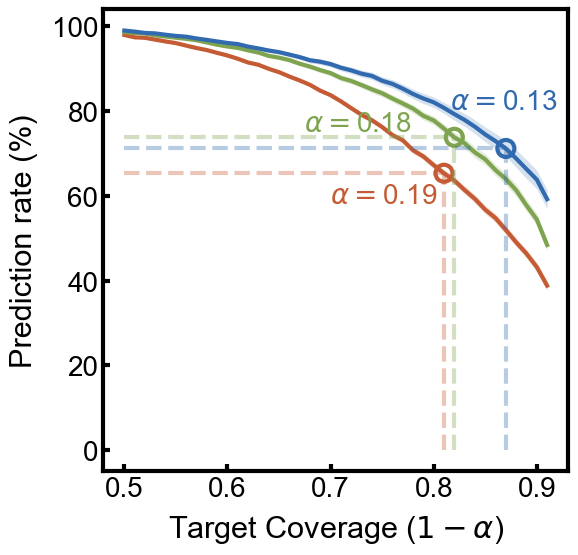 100
80
60
40
20
0
Prediction rate (%)
α = 0.13
α = 0.18
α = 0.19
0.5 0.6 0.7 0.8 0.9
Target Coverage (1 − α)